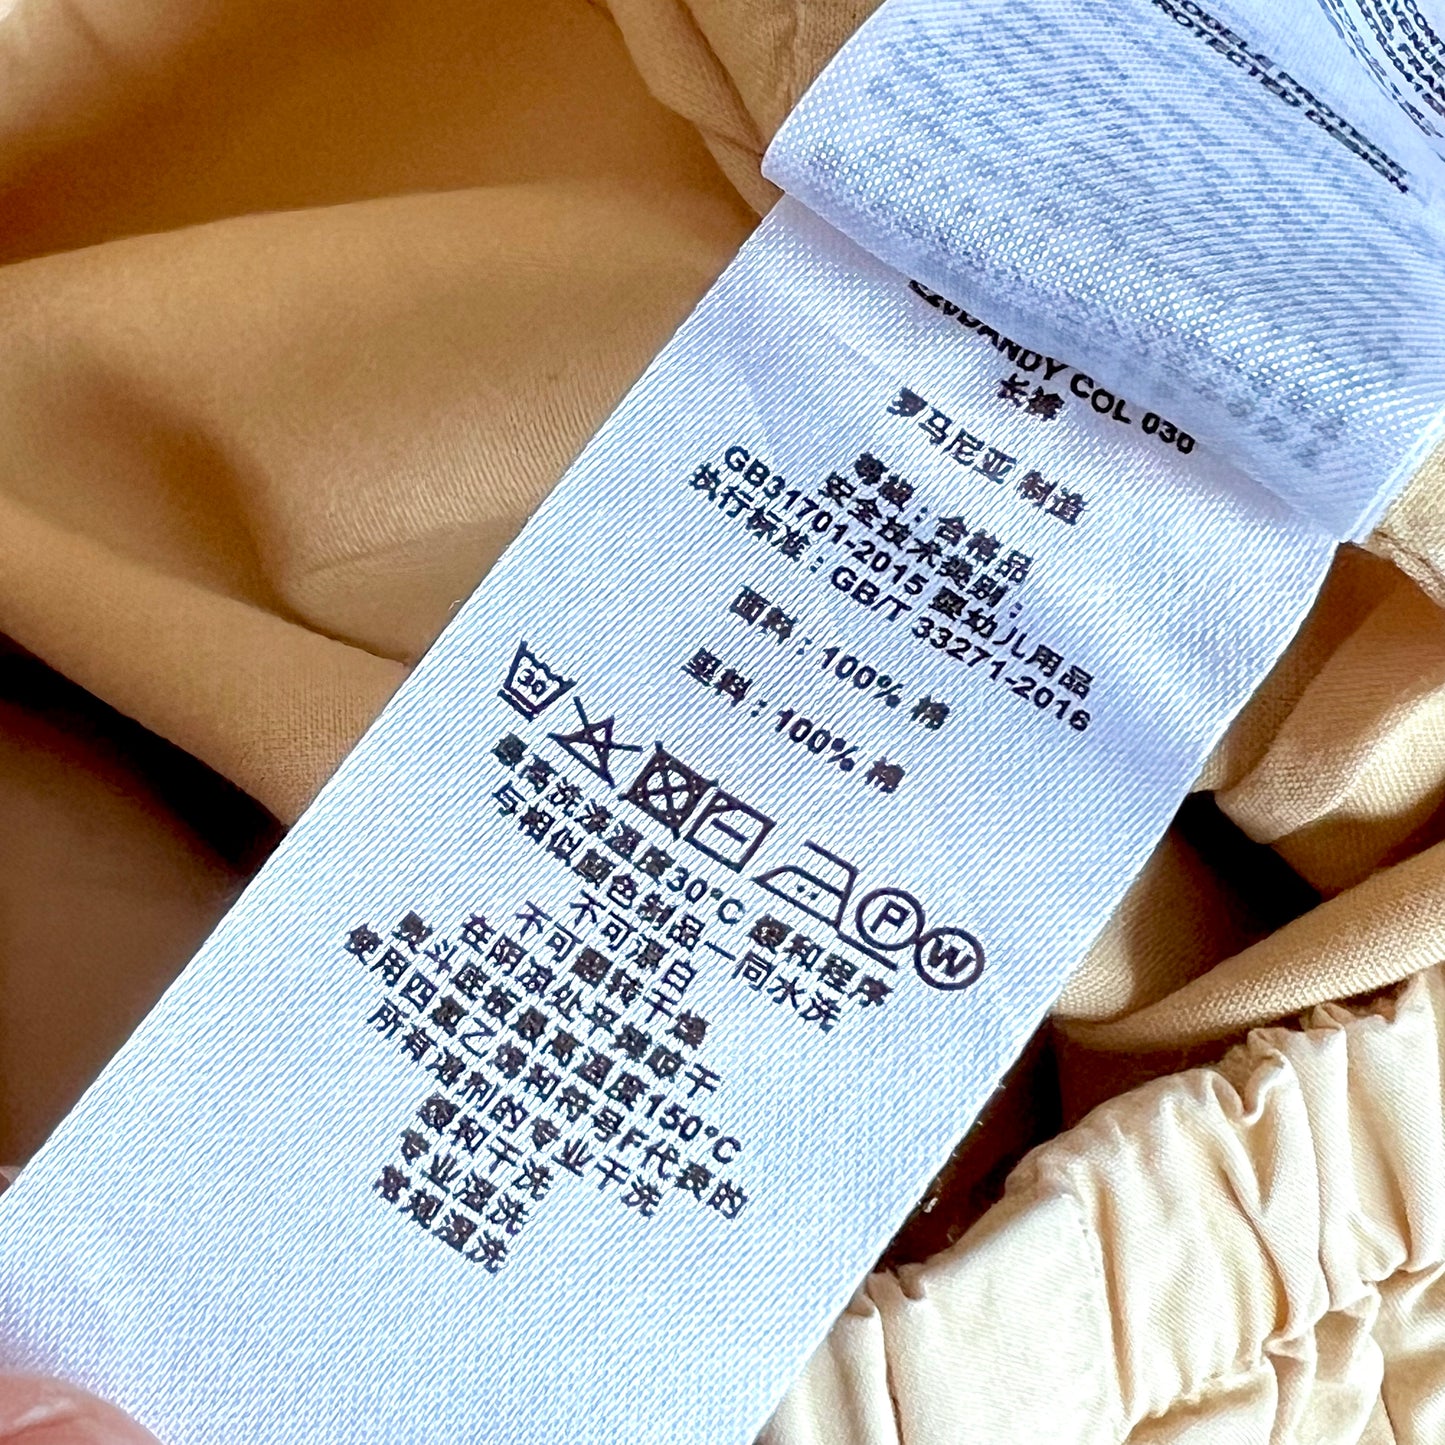 MODELE PROTEGE
PROTECTED DESIGN
DANDY COL 030
长裤
罗马尼亚 制造
等级：合格品
安全技术类别：
GB31701-2015 婴幼儿用品
执行标准：GB/T 33271-2016
面料：100% 棉
里料：100% 棉
30
P
W
最高洗涤温度30°C 缓和程序
与相似颜色制品一同水洗
不可漂白
不可翻转干燥
在阴凉处平摊晾干
熨斗底板最高温度150°C
使用四氯乙烯和符号F代表的
所有溶剂的专业干洗
缓和干洗
专业湿洗
常规湿洗